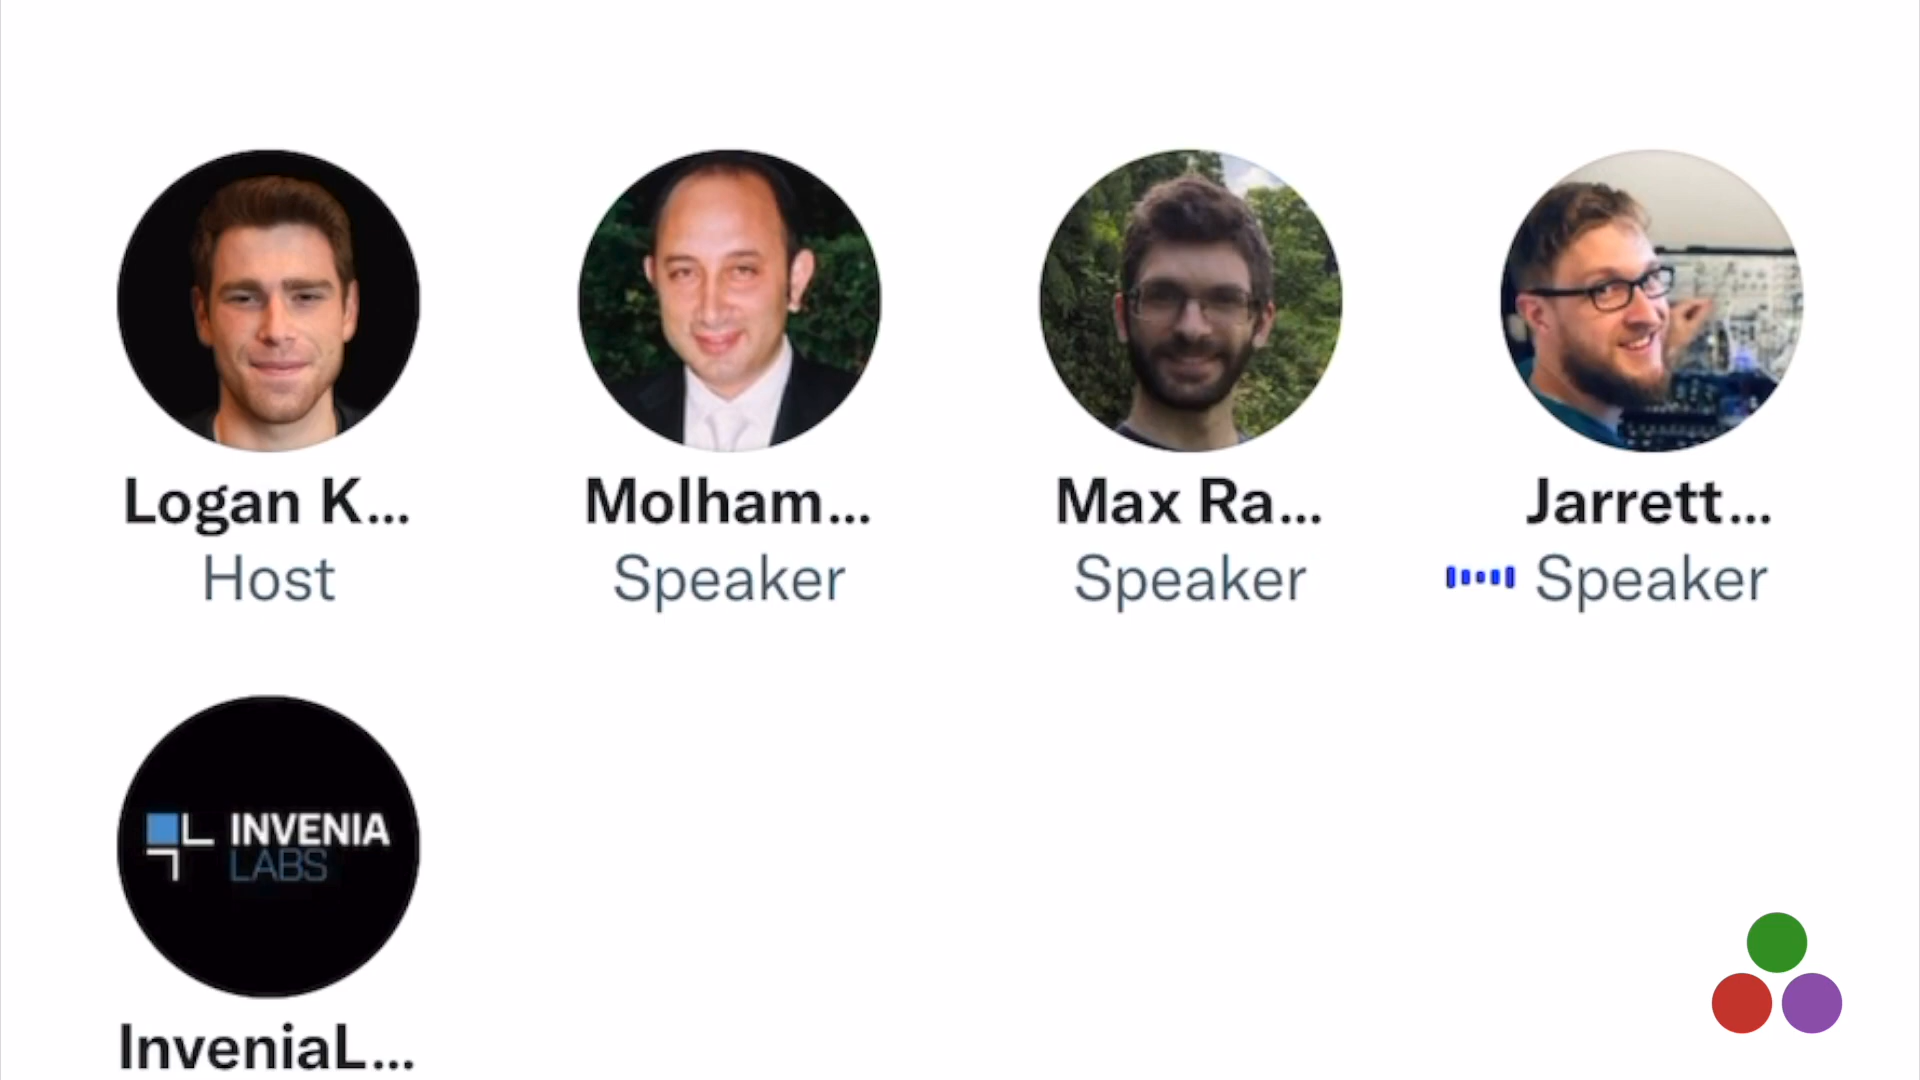 Logan K...
Host
Molham...
Speaker
Max Ra...
Speaker
Jarrett...
Speaker
INVENIA
LABS
InveniaL...